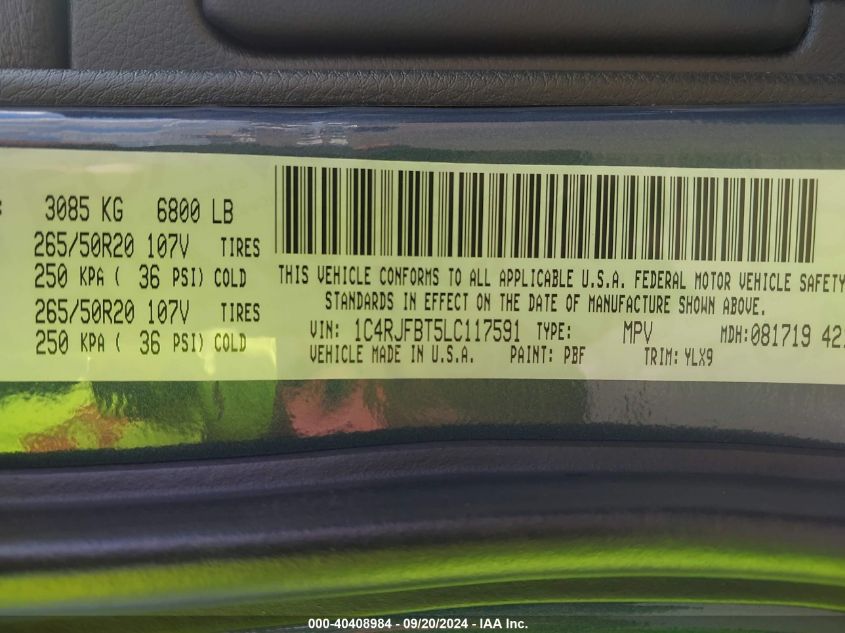 3085 KG 6800 LB
265/50R20 107V TIRES
250 KPA ( 36 PSI) COLD
265/50R20 107V TIRES
250 KPA ( 36 PSI) COLD
THIS VEHICLE CONFORMS TO ALL APPLICABLE U.S.A. FEDERAL MOTOR VEHICLE SAFETY
STANDARDS IN EFFECT ON THE DATE OF MANUFACTURE SHOWN ABOVE.
VIN: 1C4RJFBT5LC117591 TYPE: MPV MDH:081719 42
VEHICLE MADE IN U.S.A. PAINT: PBF TRIM: YLX9
000-40408984 - 09/20/2024 - IAA Inc.